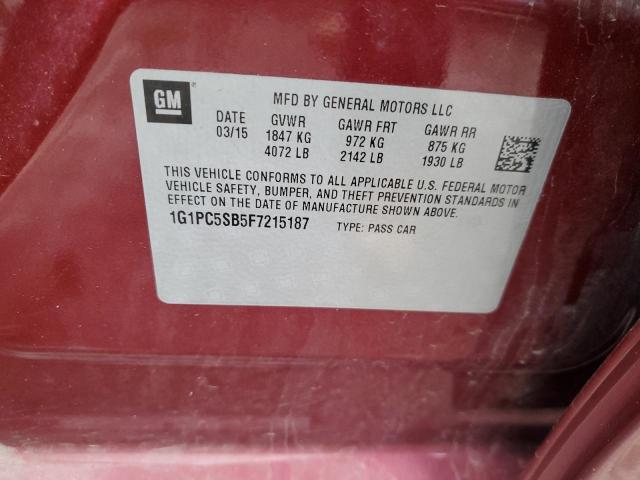 GM
MFD BY GENERAL MOTORS LLC
DATE GVWR GAWR FRT GAWR RR
03/15 1847 KG 972 KG 875 KG
4072 LB 2142 LB 1930 LB
THIS VEHICLE CONFORMS TO ALL APPLICABLE U.S. FEDERAL MOTOR
VEHICLE SAFETY, BUMPER, AND THEFT PREVENTION STANDARDS IN
EFFECT ON THE DATE OF MANUFACTURE SHOWN ABOVE.
1G1PC5SB5F7215187 TYPE: PASS CAR